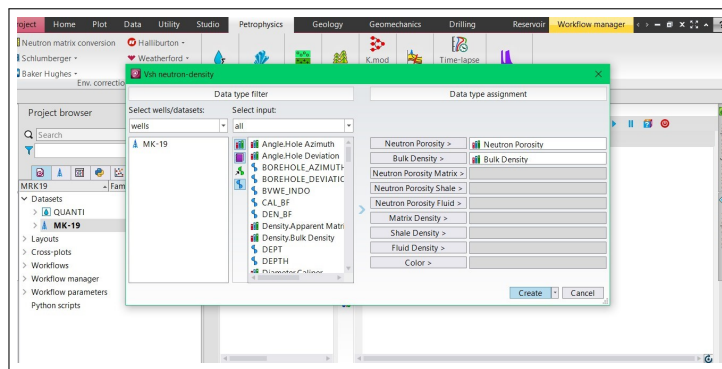 oject Home Plot Data Utility Studio Petrophysics Geology Geomechanics Drilling Reservoir Workflow manager
Neutron matrix conversion Halliburton
Schlumberger Weatherford
Baker Hughes K.mod Time-lapse
Env. correctio
Vsh neutron-density
Data type filter Data type assignment
Project browser
Select wells/datasets: Select input:
wells all
Search
MK-19
Angle.Hole Azimuth
Angle.Hole Deviation
BOREHOLE_AZIMUTH
BOREHOLE_DEVIATIC
BVWE_INDO
CAL_BF
DEN_BF
Density.Apparent Matri
Density.Bulk Density
DEPT
DEPTH
Diameter.Caliper
Neutron Porosity > Neutron Porosity
Bulk Density > Bulk Density
Neutron Porosity Matrix >
Neutron Porosity Shale >
Neutron Porosity Fluid >
Matrix Density >
Shale Density >
Fluid Density >
Color >
MRK19 Fam
Datasets
QUANTI
MK-19
Layouts
Cross-plots
Workflows
Workflow manager
Workflow parameters
Python scripts
Create Cancel